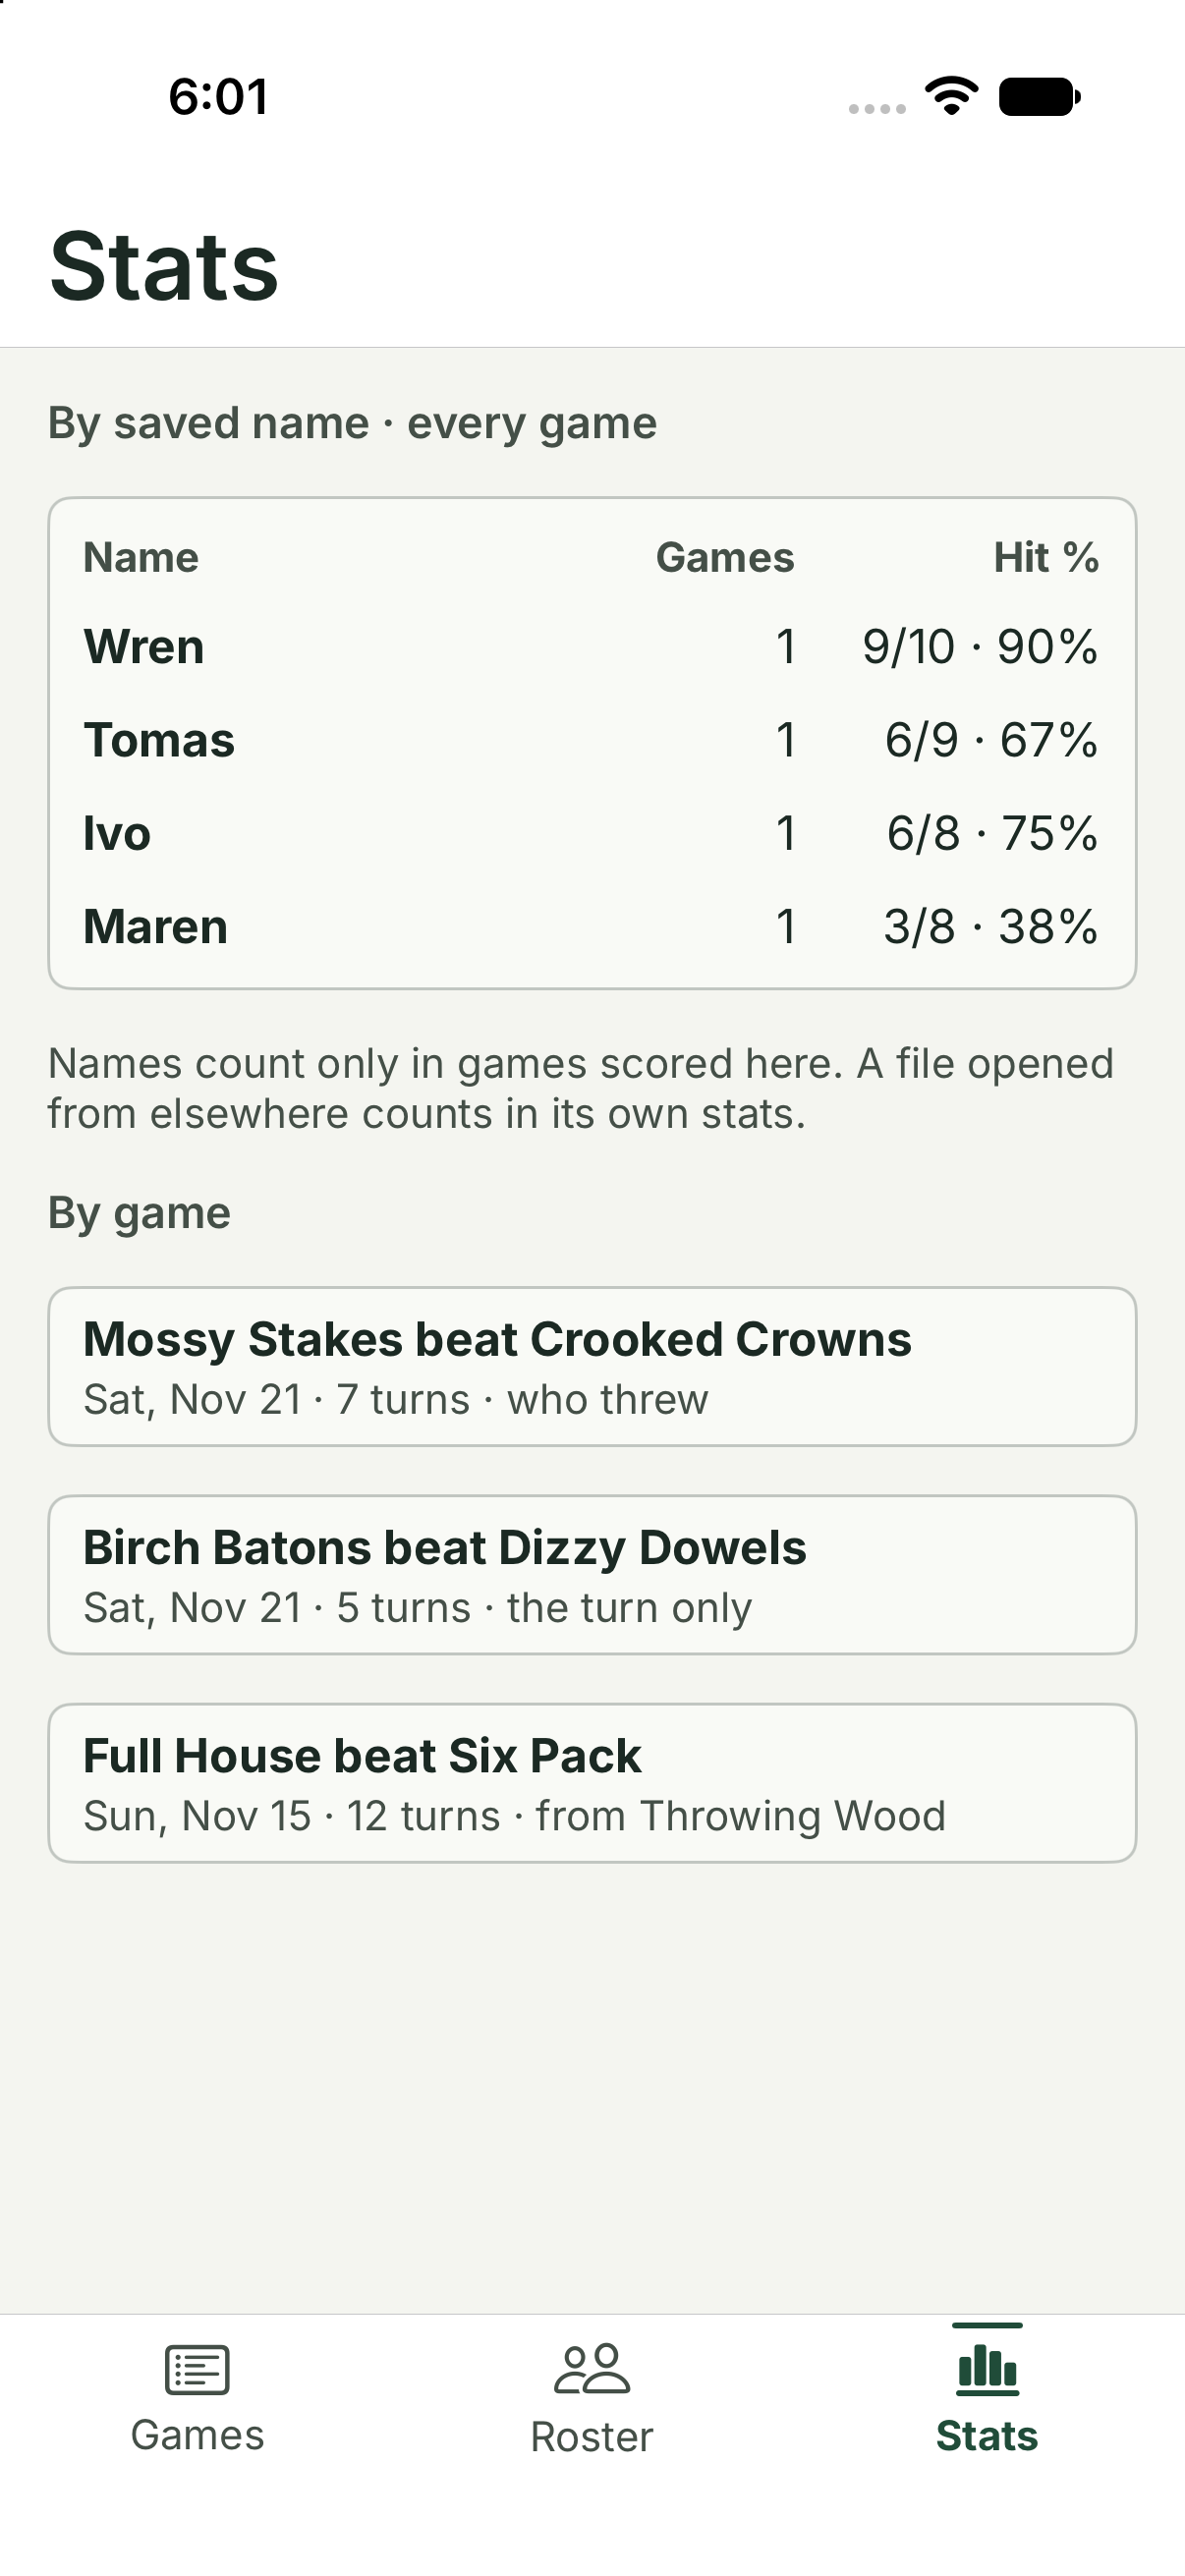 6:01
Stats
By saved name · every game
Name Games Hit %
Wren 1 9/10 · 90%
Tomas 1 6/9 · 67%
Ivo 1 6/8 · 75%
Maren 1 3/8 · 38%
Names count only in games scored here. A file opened
from elsewhere counts in its own stats.
By game
Mossy Stakes beat Crooked Crowns
Sat, Nov 21 · 7 turns · who threw
Birch Batons beat Dizzy Dowels
Sat, Nov 21 · 5 turns · the turn only
Full House beat Six Pack
Sun, Nov 15 · 12 turns · from Throwing Wood
Games Roster Stats